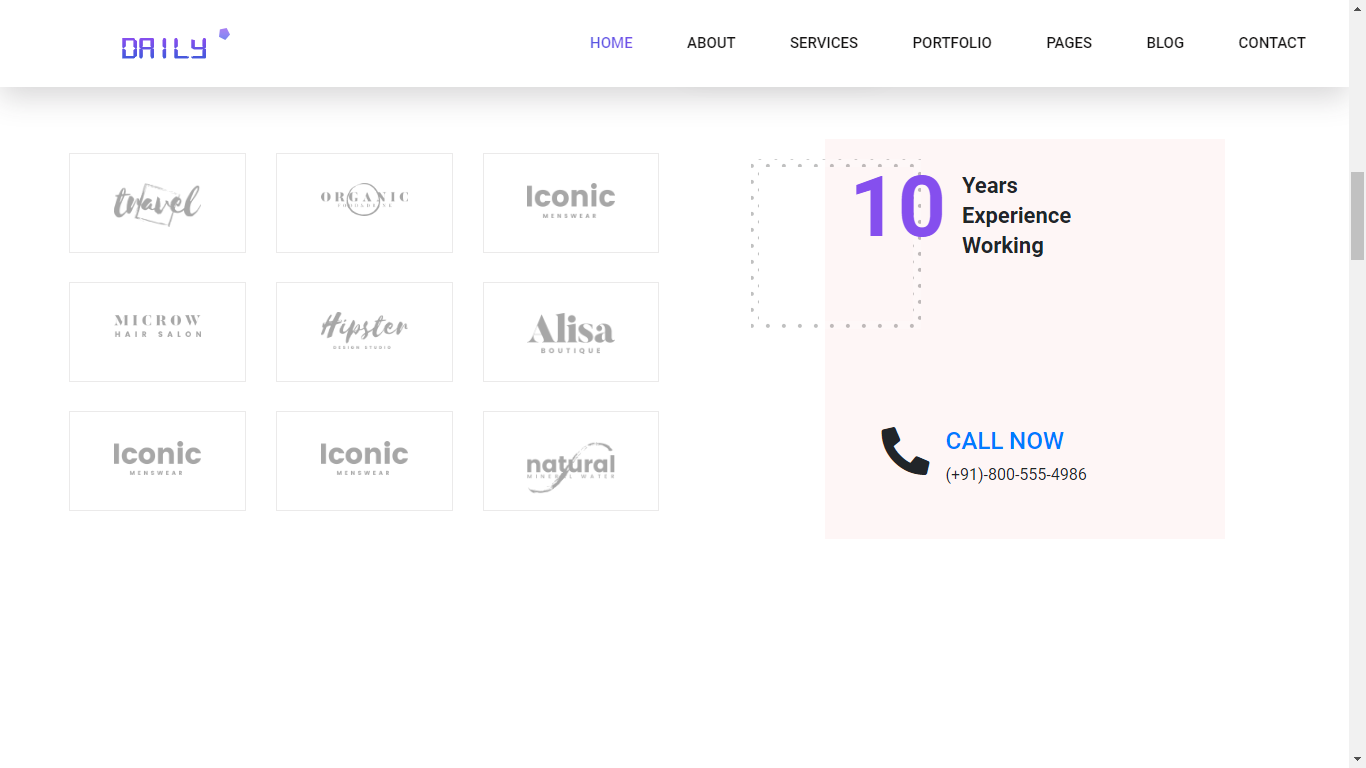 DAILY
HOME ABOUT SERVICES PORTFOLIO PAGES BLOG CONTACT
travel
ORGANIC
Iconic
MENSWEAR
MICROW
HAIR SALON
Hipster
DESIGN STUDIO
Alisa
BOUTIQUE
Iconic
MENSWEAR
Iconic
MENSWEAR
natural
MINERAL WATER
10
Years
Experience
Working
CALL NOW
(+91)-800-555-4986